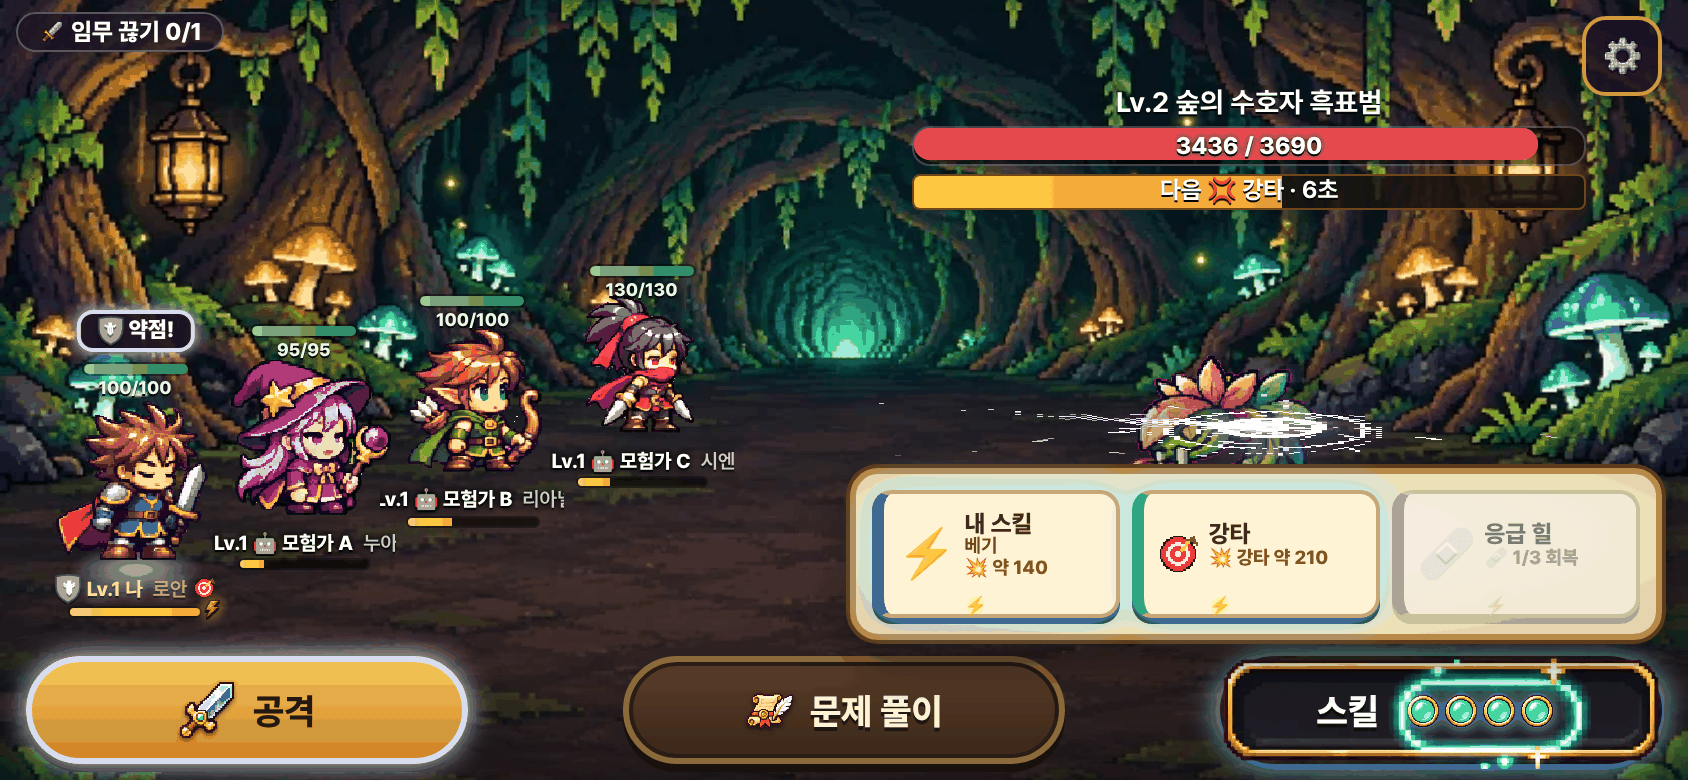 임무 끊기 0/1
Lv.2 숲의 수호자 흑표범
3436 / 3690
다음 💢 강타 · 6초
130/130
100/100
약점!
95/95
100/100
Lv.1 모험가 C 시엔
.v.1 모험가 B 리아
Lv.1 모험가 A 누아
Lv.1 나 로안
내 스킬
베기
약 140
강타
강타 약 210
응급 힐
1/3 회복
공격
문제 풀이
스킬